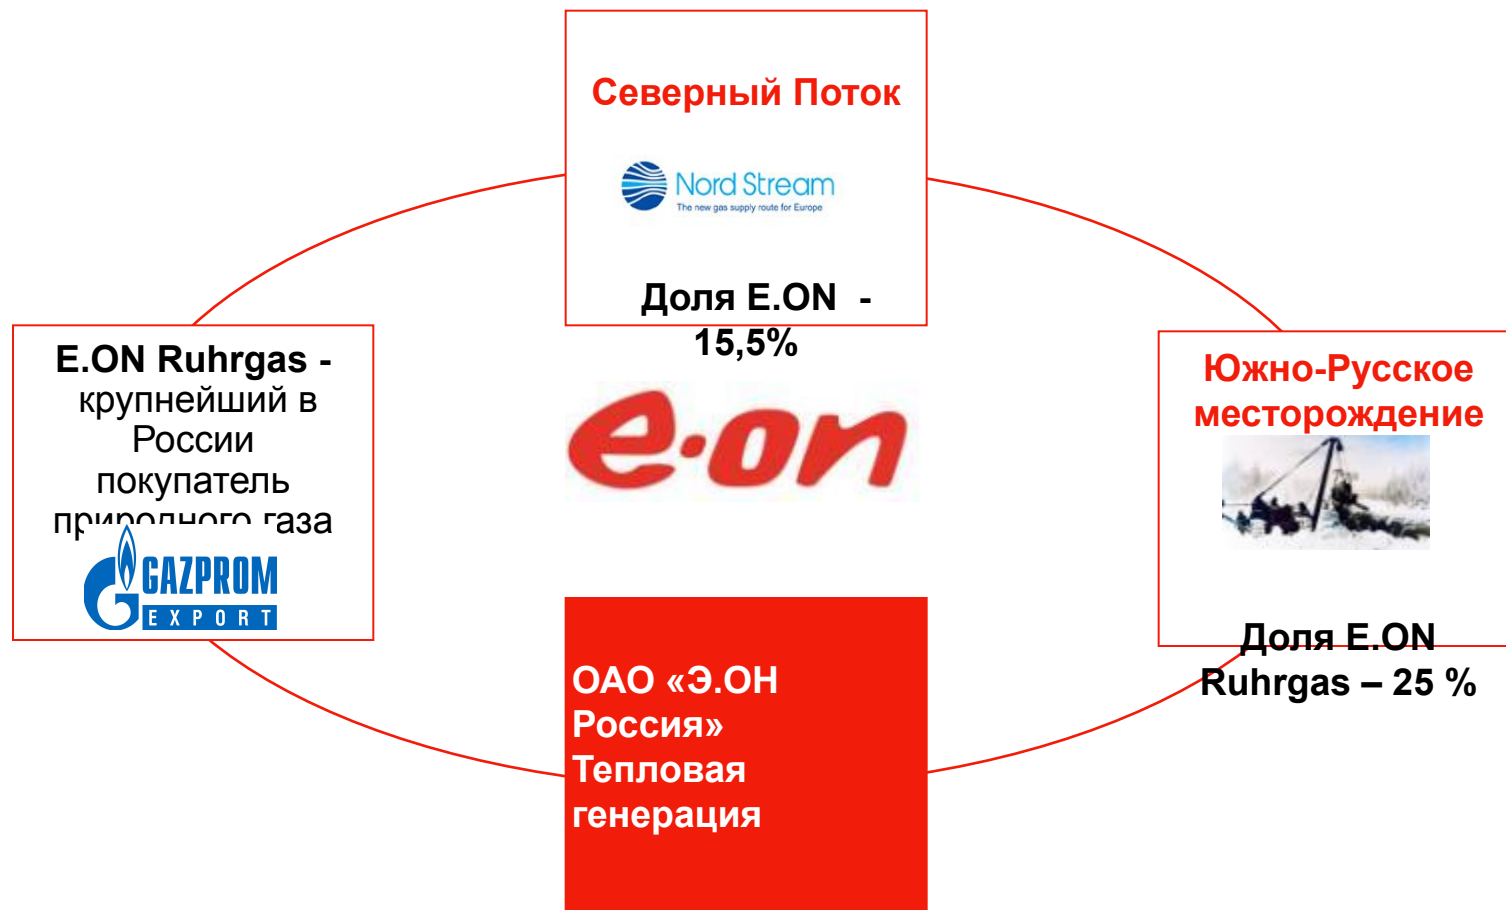 Северный Поток
Nord Stream
The new gas supply route for Europe
Доля E.ON -
15,5%
E.ON Ruhrgas -
крупнейший в
России
покупатель
природного газа
GAZPROM
EXPORT
e·on
Южно-Русское
месторождение
Доля E.ON
Ruhrgas – 25 %
ОАО «Э.ОН
Россия»
Тепловая
генерация